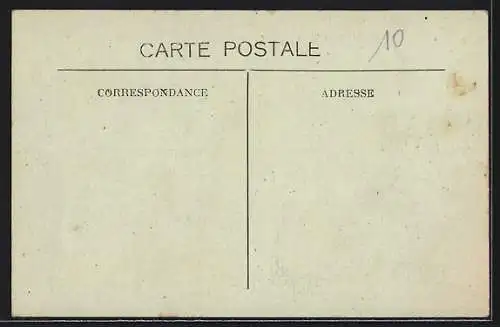 CARTE POSTALE 10
CORRESPONDANCE ADRESSE